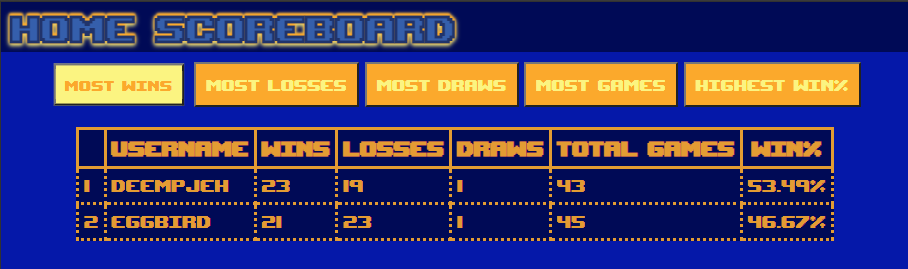 HOME SCOREBOARD
MOST WINS MOST LOSSES MOST DRAWS MOST GAMES HIGHEST WIN%
USERNAME WINS LOSSES DRAWS TOTAL GAMES WIN%
1 DEEMPJEH 23 19 1 43 53.49%
2 EGGBIRD 21 23 1 45 46.67%